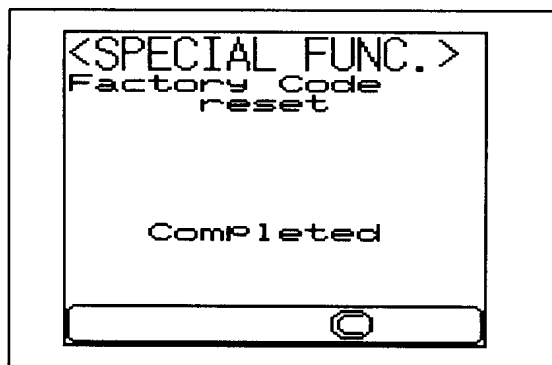 <SPECIAL FUNC.>
Factory Code
reset
Completed
C